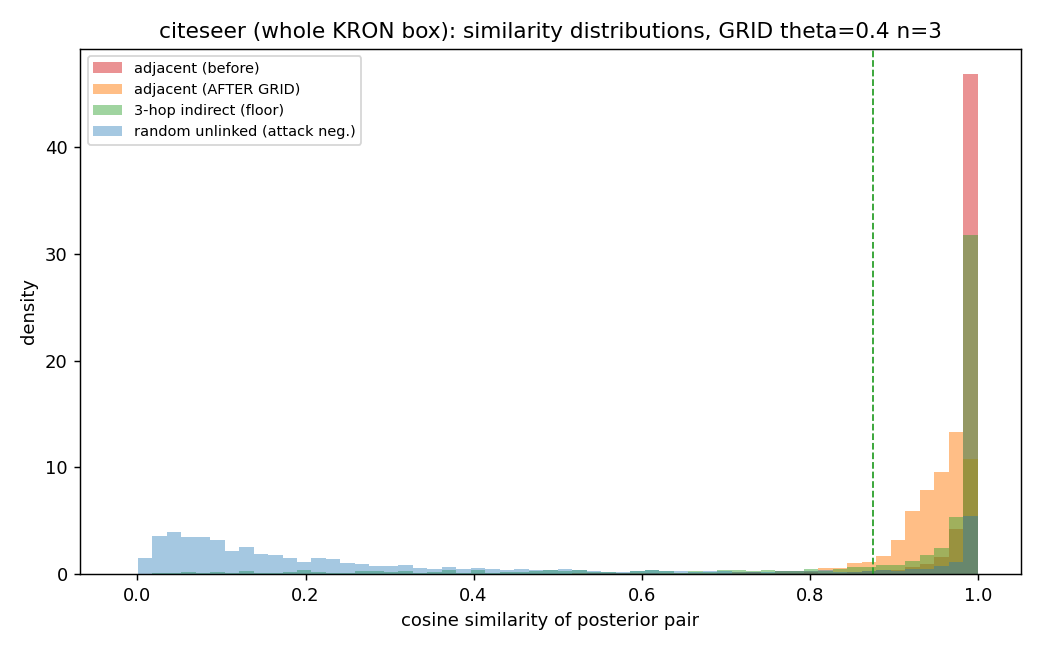 citeseer (whole KRON box): similarity distributions, GRID theta=0.4 n=3
adjacent (before)
adjacent (AFTER GRID)
3-hop indirect (floor)
random unlinked (attack neg.)
density
40
30
20
10
0
0.0 0.2 0.4 0.6 0.8 1.0
cosine similarity of posterior pair